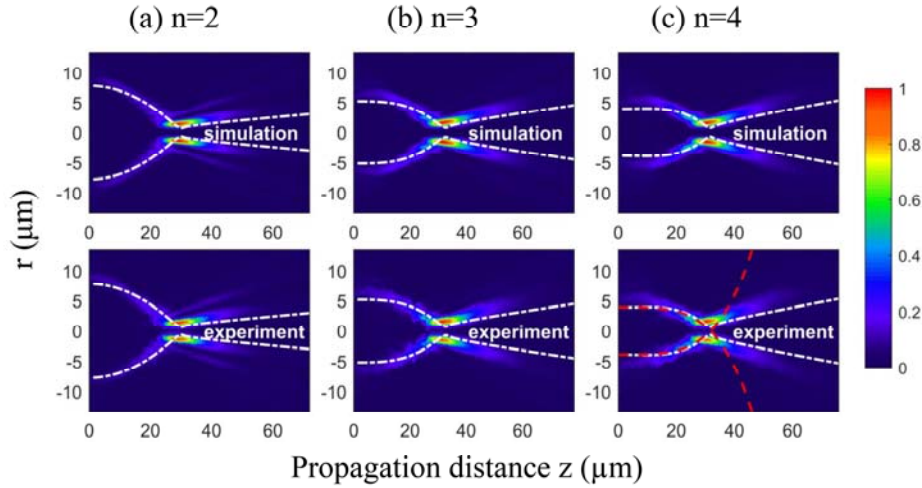 (a) n=2 (b) n=3 (c) n=4
10
5
0
-5
-10
simulation
simulation
simulation
0 20 40 60
0 20 40 60
0 20 40 60
10
5
0
-5
-10
experiment
experiment
experiment
0 20 40 60
0 20 40 60
0 20 40 60
1
0.8
0.6
0.4
0.2
0
r (μm)
Propagation distance z (μm)